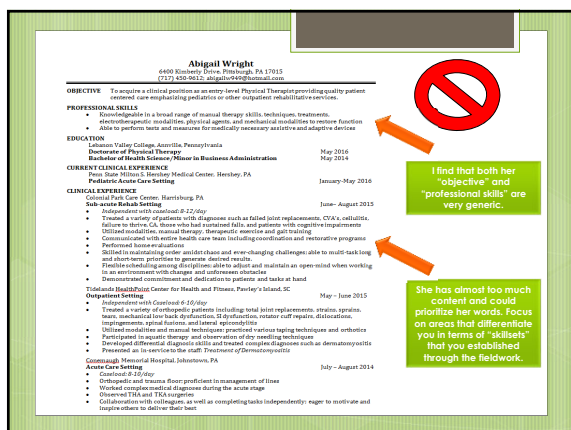 Abigail Wright
6400 Kimberly Drive, Pittsburgh, PA 17015
(717) 450-9612; abigailw949@hotmail.com
OBJECTIVE To acquire a clinical position as an entry-level Physical Therapist providing quality patient
centered care emphasizing pediatrics or other outpatient rehabilitative services.
PROFESSIONAL SKILLS
• Knowledgeable in a broad range of manual therapy skills, techniques, treatments,
electrotherapeutic modalities, physical agents, and mechanical modalities to restore function
• Able to perform tests and measures for medically necessary assistive and adaptive devices
EDUCATION
Lebanon Valley College, Annville, Pennsylvania
Doctorate of Physical Therapy May 2016
Bachelor of Health Science/Minor in Business Administration May 2014
CURRENT CLINICAL EXPERIENCE
Penn State Milton S. Hershey Medical Center, Hershey, PA
Pediatric Acute Care Setting January-May 2016
CLINICAL EXPERIENCE
Colonial Park Care Center, Harrisburg, PA
Sub-acute Rehab Setting June– August 2015
• Independent with caseload: 8-12/day
• Treated a variety of patients with diagnoses such as failed joint replacements, CVA's, cellulitis,
failure to thrive, CA, those who had sustained falls, and patients with cognitive impairments
• Utilized modalities, manual therapy, therapeutic exercise and gait training
• Communicated with entire health care team including coordination and restorative programs
• Performed home evaluations
• Skilled in maintaining order amidst chaos and ever-changing challenges: able to multi-task long
and short-term priorities to generate desired results.
• Flexible scheduling among disciplines: able to adjust and maintain an open-mind when working
in an environment with changes and unforeseen obstacles
• Demonstrated commitment and dedication to patients and tasks at hand
Tidelands HealthPoint Center for Health and Fitness, Pawley's Island, SC
Outpatient Setting May – June 2015
• Independent with Caseload: 6-10/day
• Treated a variety of orthopedic patients including: total joint replacements, strains, sprains,
tears, mechanical low back dysfunction, SI dysfunction, rotator cuff repairs, dislocations,
impingements, spinal fusions, and lateral epicondylitis
• Utilized modalities and manual techniques: practiced various taping techniques and orthotics
• Participated in aquatic therapy and observation of dry needling techniques
• Developed differential diagnosis skills and treated complex diagnoses such as dermatomyositis
• Presented an in-service to the staff: Treatment of Dermatomyositis
Conemaugh Memorial Hospital, Johnstown, PA
Acute Care Setting July – August 2014
• Caseload: 8-10/day
• Orthopedic and trauma floor; proficient in management of lines
• Worked complex medical diagnoses during the acute stage
• Observed THA and TKA surgeries
• Collaboration with colleagues, as well as completing tasks independently; eager to motivate and
inspire others to deliver their best
I find that both her
"objective" and
"professional skills" are
very generic.
She has almost too much
content and could
prioritize her words. Focus
on areas that differentiate
you in terms of "skillsets"
that you established
through the fieldwork.